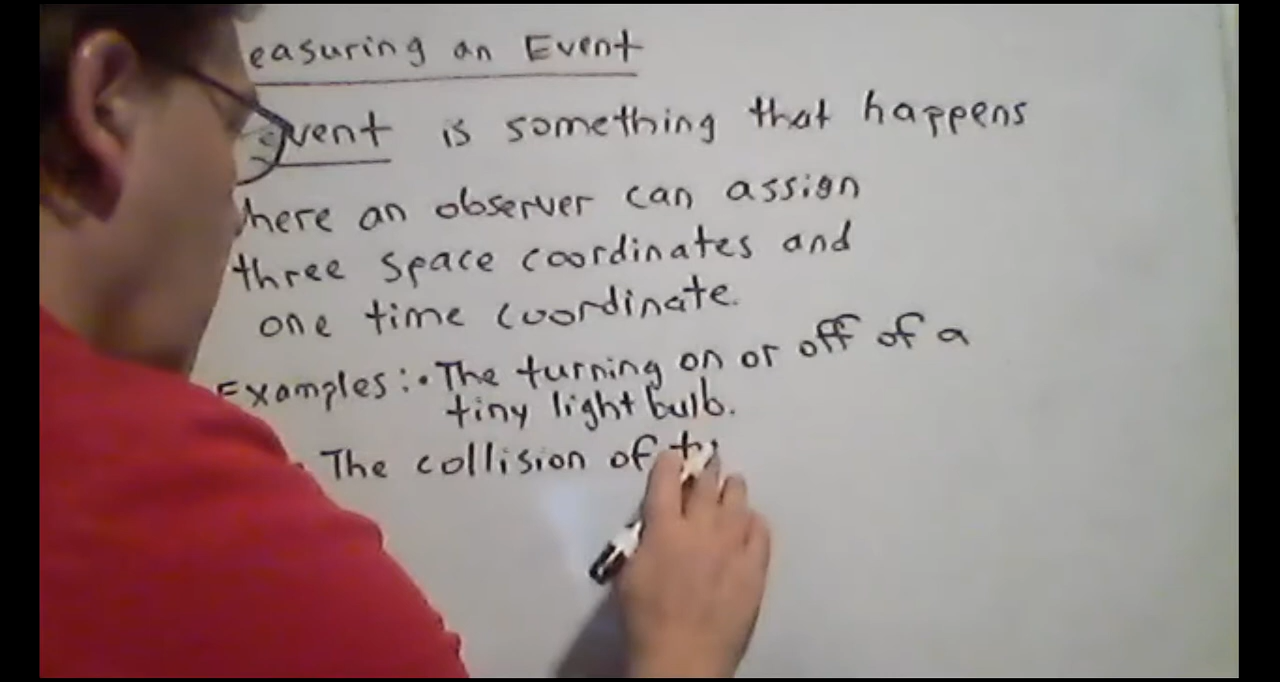 easuring an Event
event is something that happens
here an observer can assign
three space coordinates and
one time coordinate.
Examples: • The turning on or off of a
tiny light bulb.
• The collision of